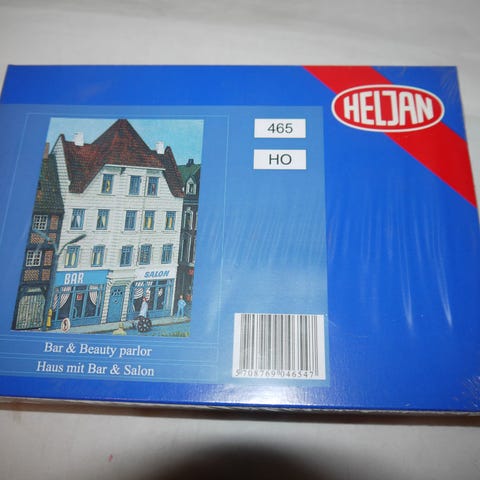 HELJAN
465
HO
BAR
SALON
Bar & Beauty parlor
Haus mit Bar & Salon
5708769046547